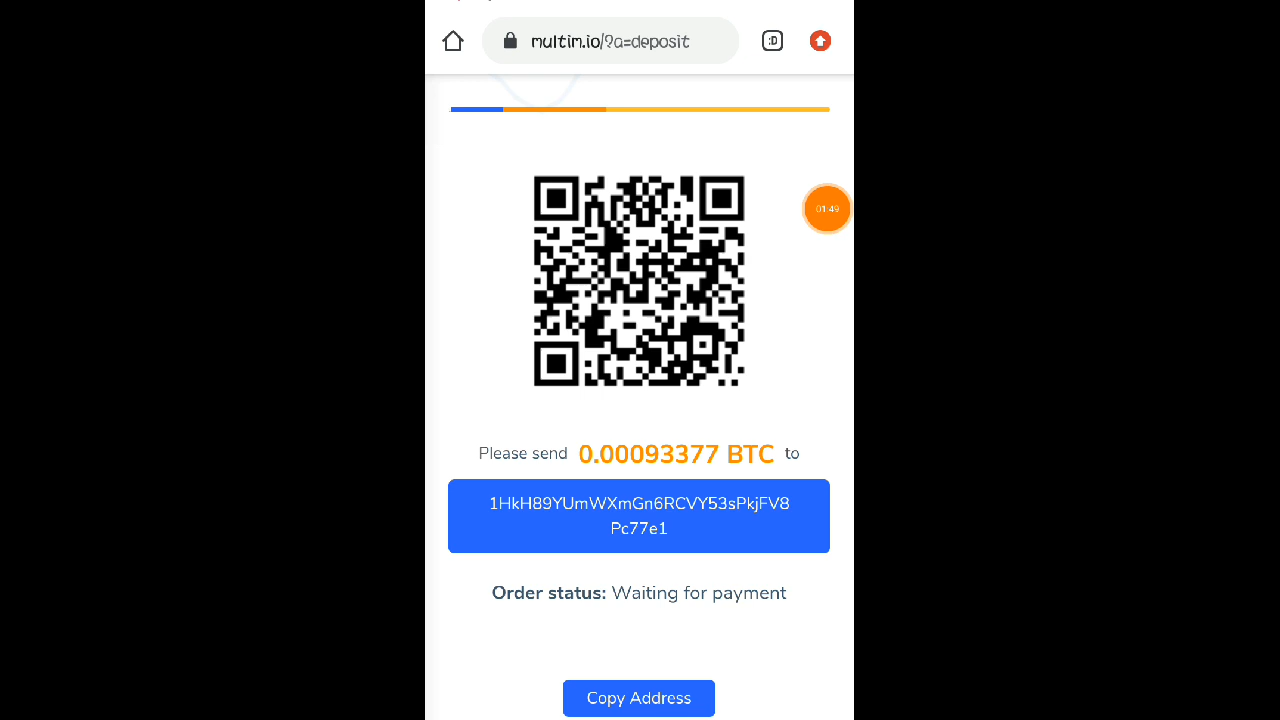 multim.io/?a=deposit
:D
01:49
Please send 0.00093377 BTC to
1HkH89YUmWXmGn6RCVY53sPkjFV8
Pc77e1
Order status: Waiting for payment
Copy Address